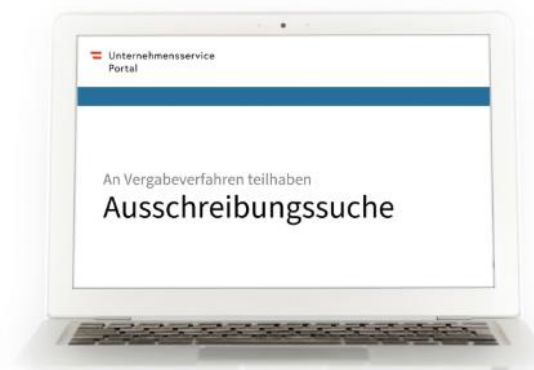 Unternehmensservice
Portal
An Vergabeverfahren teilhaben
Ausschreibungssuche